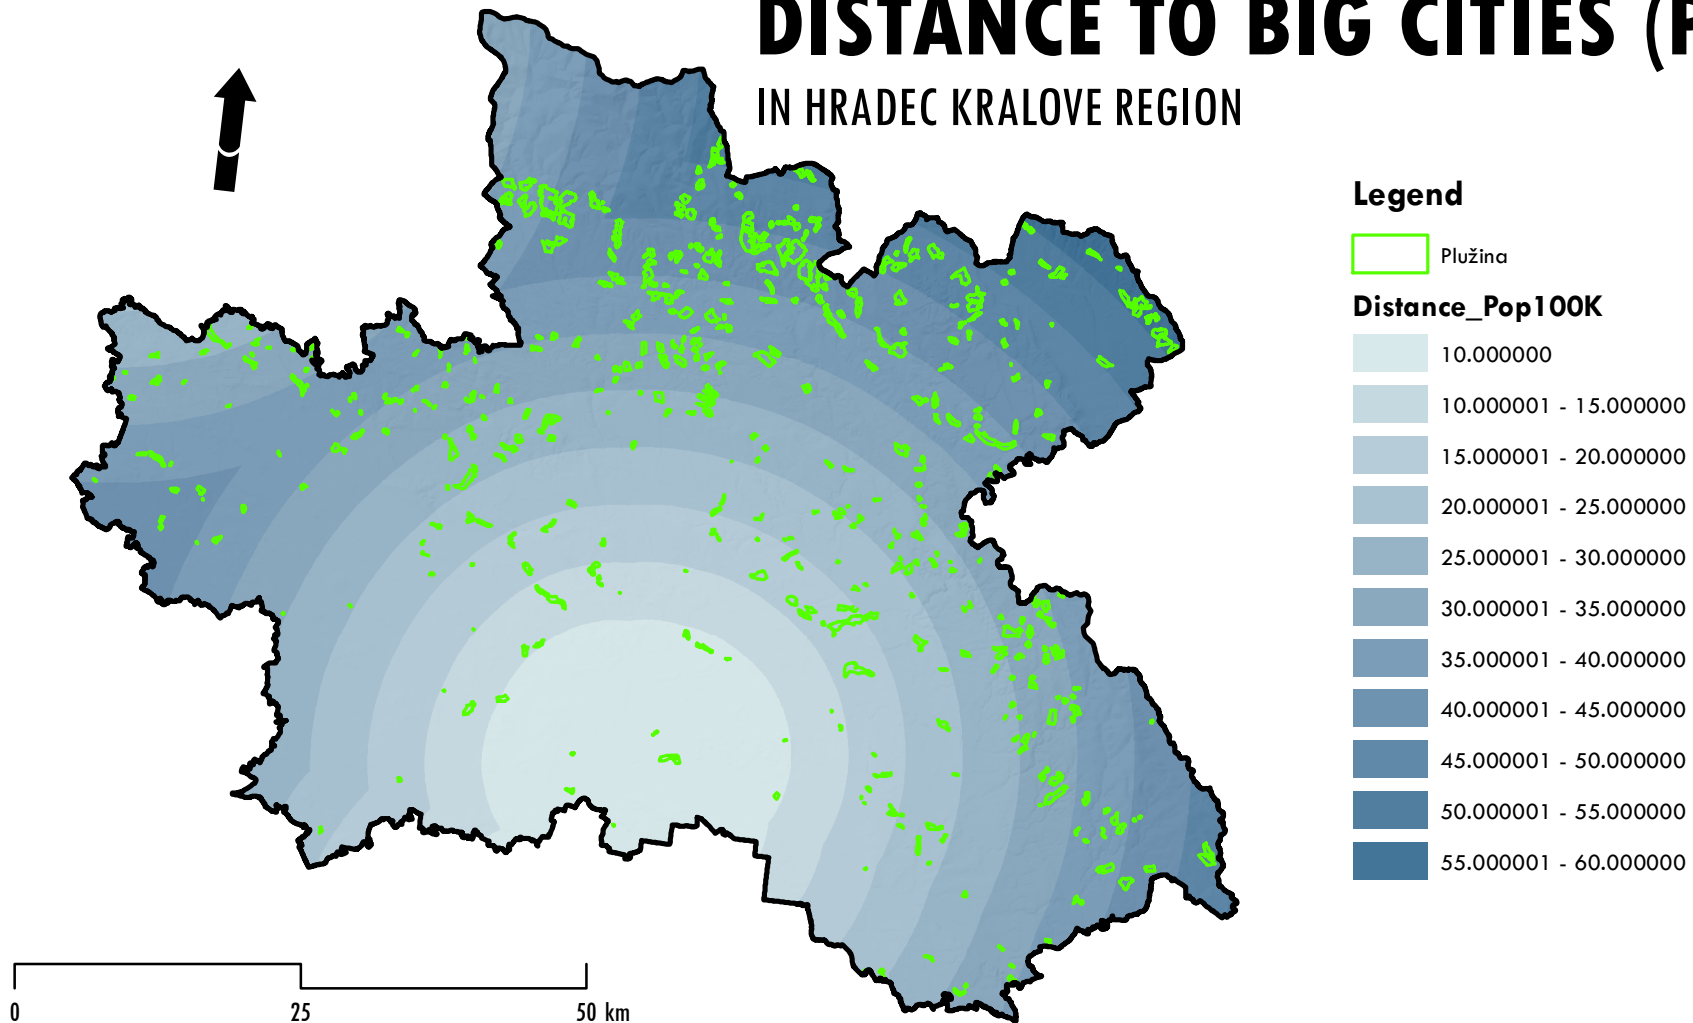 DISTANCE TO BIG CITIES (
IN HRADEC KRALOVE REGION
Legend
Plužina
Distance_Pop100K
10.000000
10.000001 - 15.000000
15.000001 - 20.000000
20.000001 - 25.000000
25.000001 - 30.000000
30.000001 - 35.000000
35.000001 - 40.000000
40.000001 - 45.000000
45.000001 - 50.000000
50.000001 - 55.000000
55.000001 - 60.000000
0 25 50 km